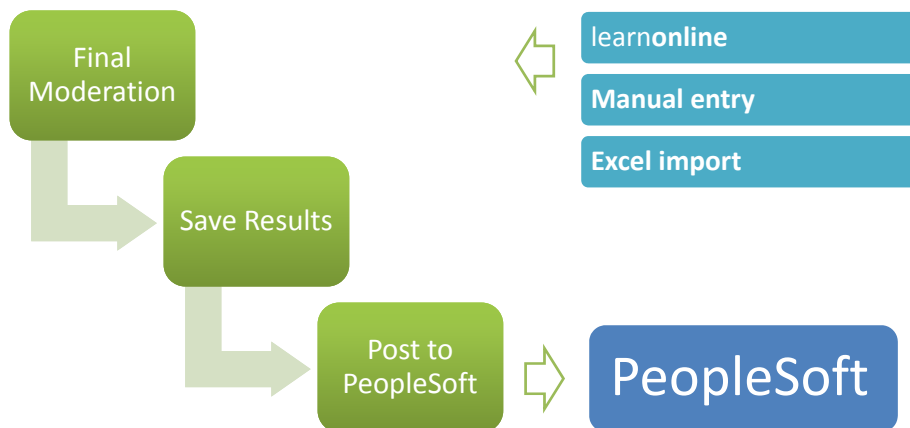 Final
Moderation
learnonline
Manual entry
Excel import
Save Results
Post to
PeopleSoft
PeopleSoft